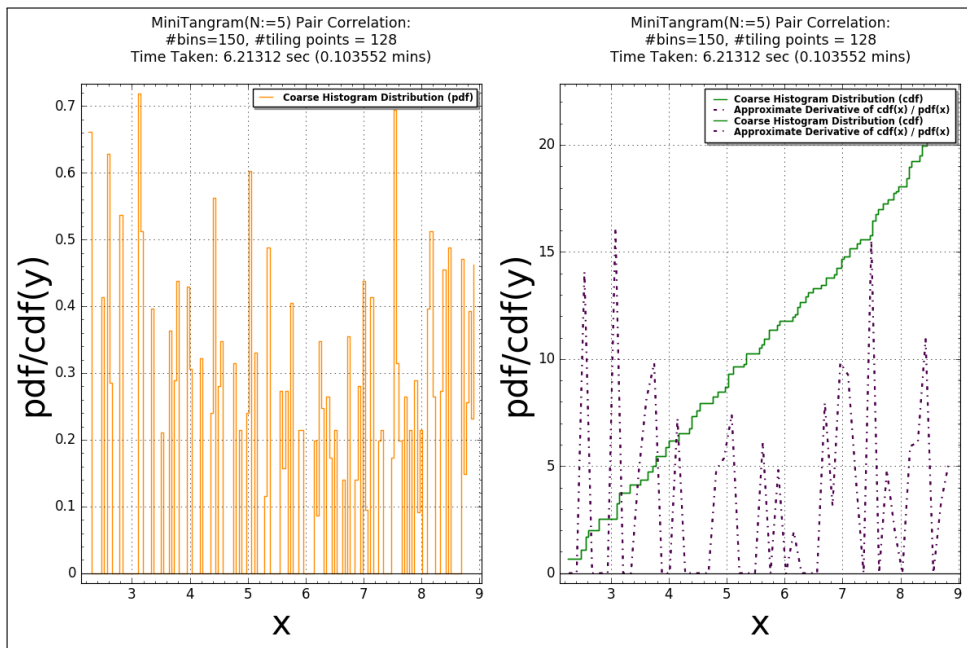 MiniTangram(N:=5) Pair Correlation:
#bins=150, #tiling points = 128
Time Taken: 6.21312 sec (0.103552 mins)
Coarse Histogram Distribution (pdf)
pdf/cdf(y)
0.7
0.6
0.5
0.4
0.3
0.2
0.1
0
3 4 5 6 7 8 9
x
MiniTangram(N:=5) Pair Correlation:
#bins=150, #tiling points = 128
Time Taken: 6.21312 sec (0.103552 mins)
Coarse Histogram Distribution (cdf)
Approximate Derivative of cdf(x) / pdf(x)
Coarse Histogram Distribution (cdf)
Approximate Derivative of cdf(x) / pdf(x)
pdf/cdf(y)
20
15
10
5
0
3 4 5 6 7 8 9
x